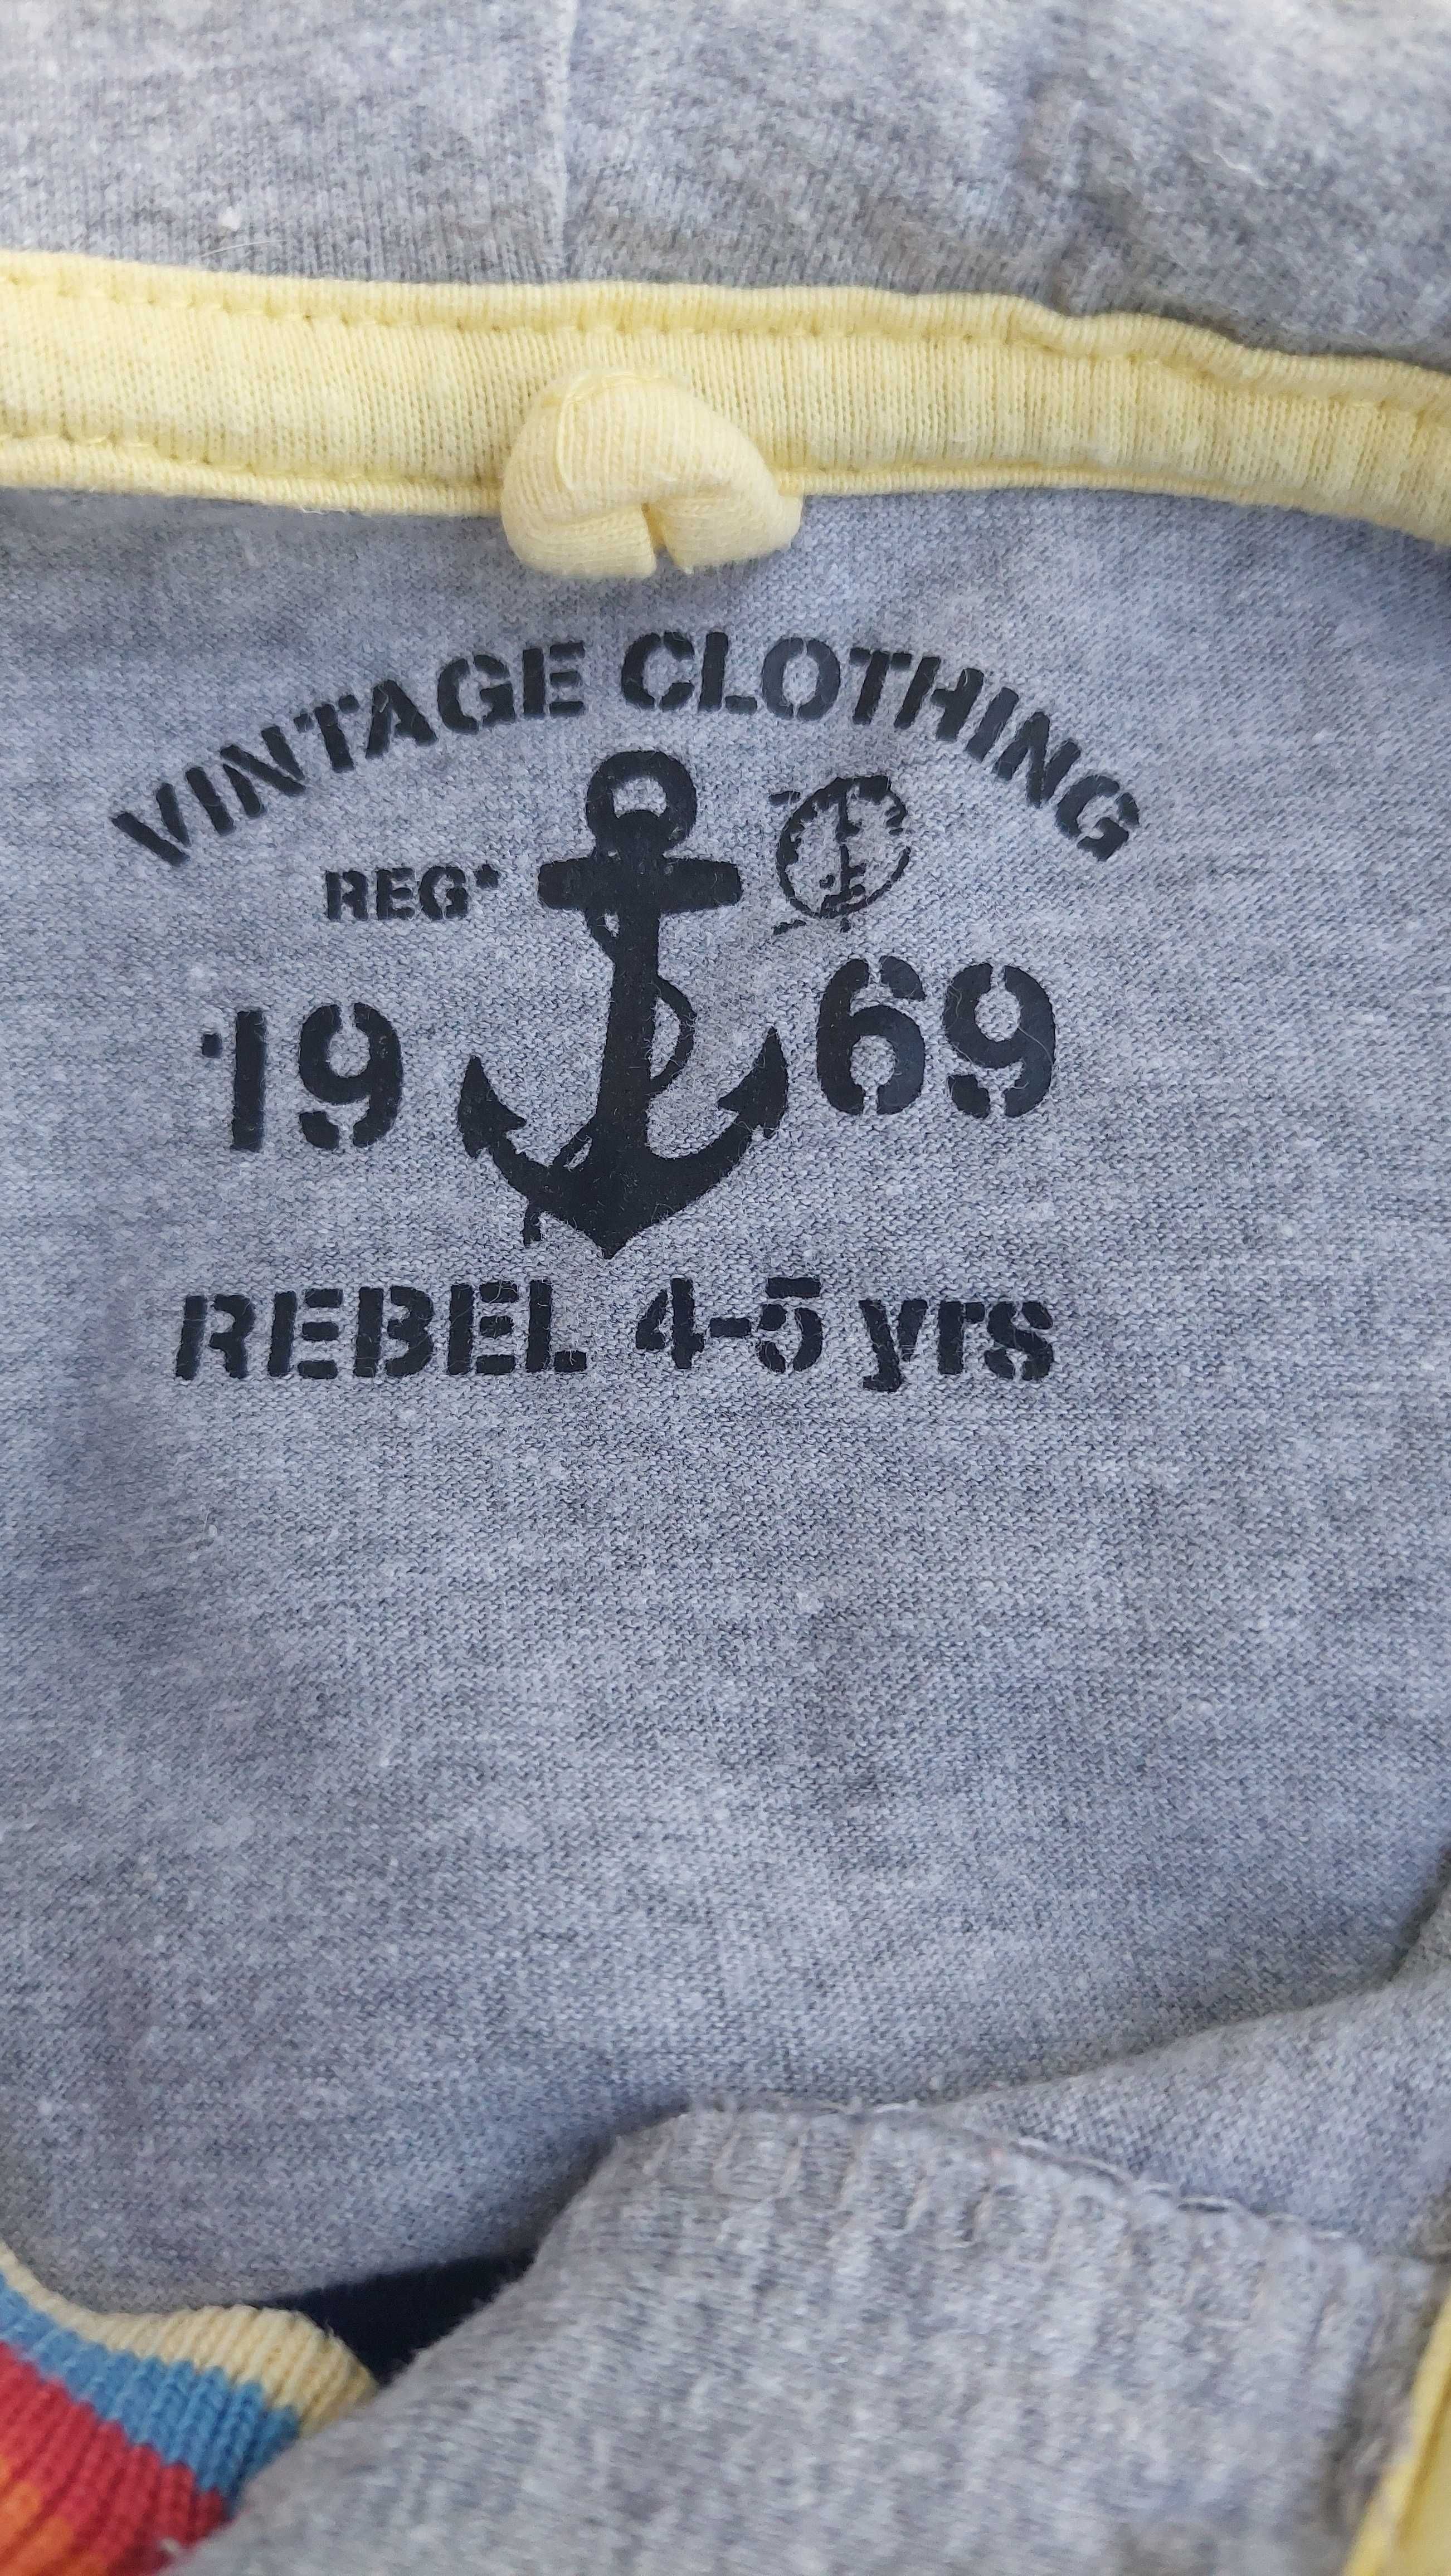 VINTAGE CLOTHING
REG*
19 69
REBEL 4-5 yrs